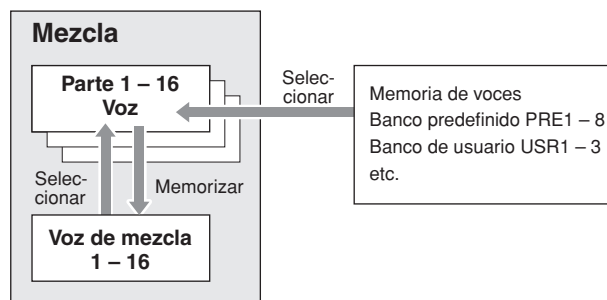 Mezcla
Parte 1 – 16
Voz
Selec-
cionar
Memorizar
Voz de mezcla
1 – 16
Selec-
cionar
Memoria de voces
Banco predefinido PRE1 – 8
Banco de usuario USR1 – 3
etc.